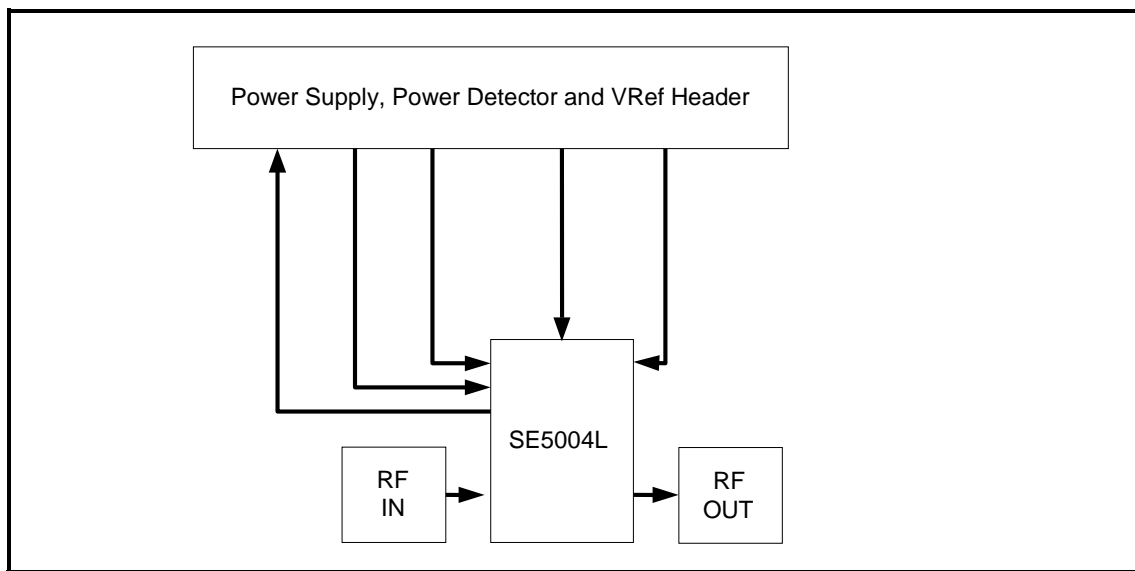 Power Supply, Power Detector and VRef Header
SE5004L
RF
IN
RF
OUT